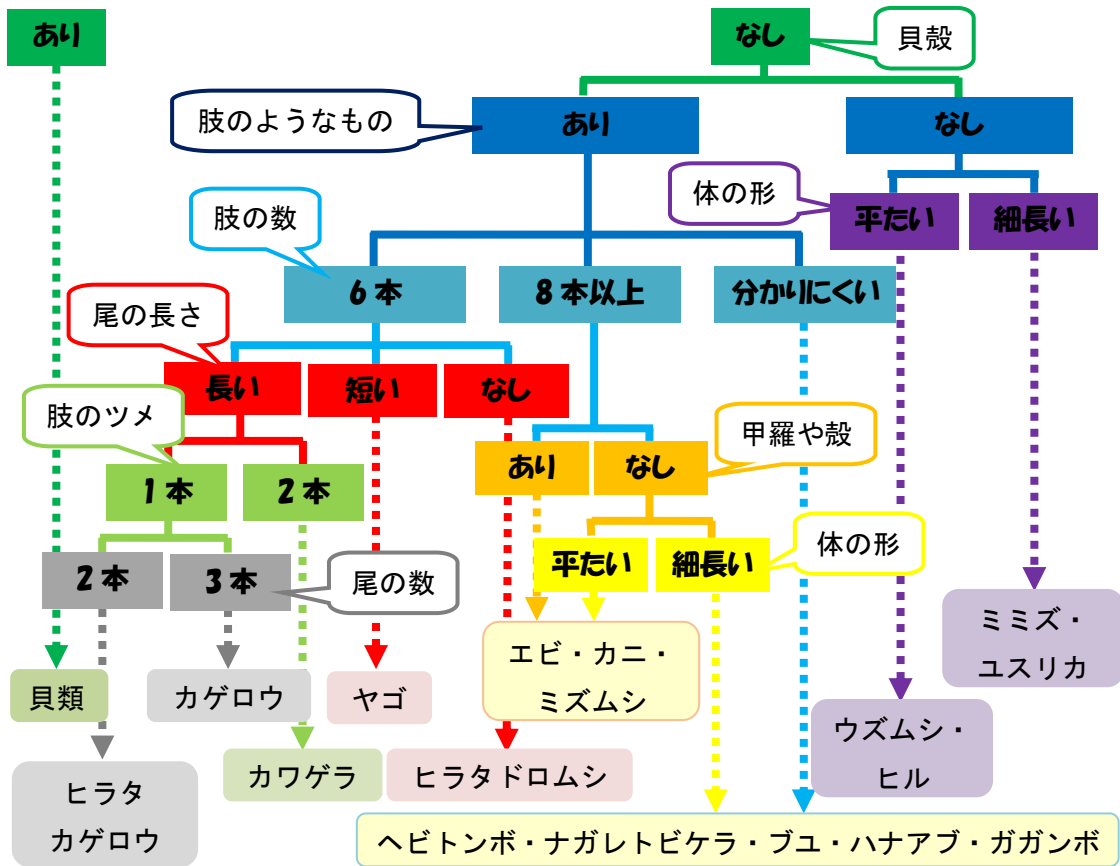 あり
なし
貝殻
肢のようなもの
あり
なし
体の形
平たい
細長い
肢の数
6本
8本以上
分かりにくい
尾の長さ
長い
短い
なし
肢のツメ
甲羅や殻
あり
なし
1本
2本
体の形
平たい
細長い
2本
3本
尾の数
エビ・カニ・
ミズムシ
ミミズ・
ユスリカ
貝類
カゲロウ
ヤゴ
ウズムシ・
ヒル
カワゲラ
ヒラタドロムシ
ヒラタ
カゲロウ
ヘビトンボ・ナガレトビケラ・ブユ・ハナアブ・ガガンボ